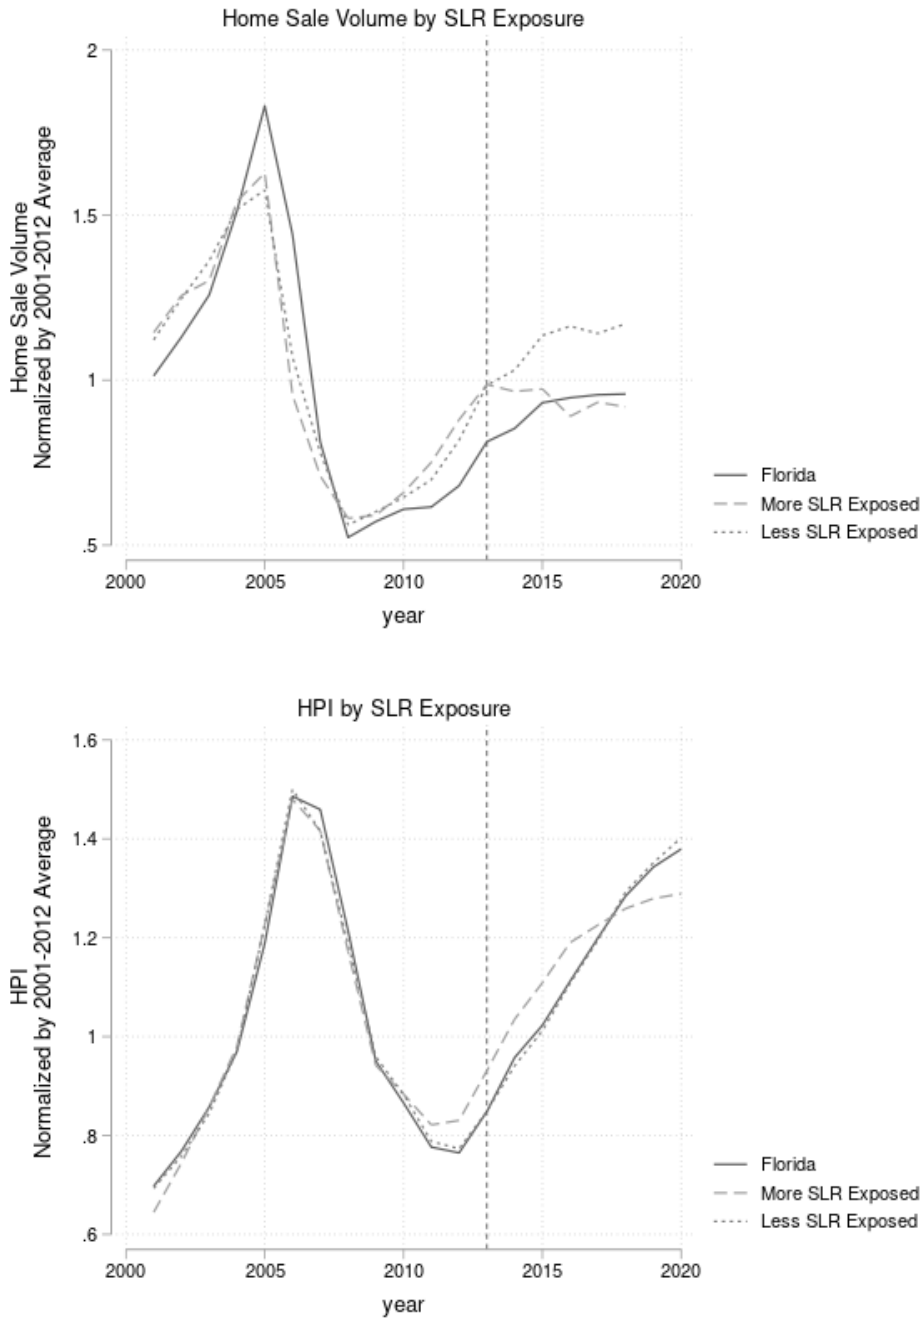 Home Sale Volume by SLR Exposure
Home Sale Volume
Normalized by 2001-2012 Average
2
1.5
1
.5
2000 2005 2010 2015 2020
year
Florida
More SLR Exposed
Less SLR Exposed
HPI by SLR Exposure
HPI
Normalized by 2001-2012 Average
1.6
1.4
1.2
1
.8
.6
2000 2005 2010 2015 2020
year
Florida
More SLR Exposed
Less SLR Exposed